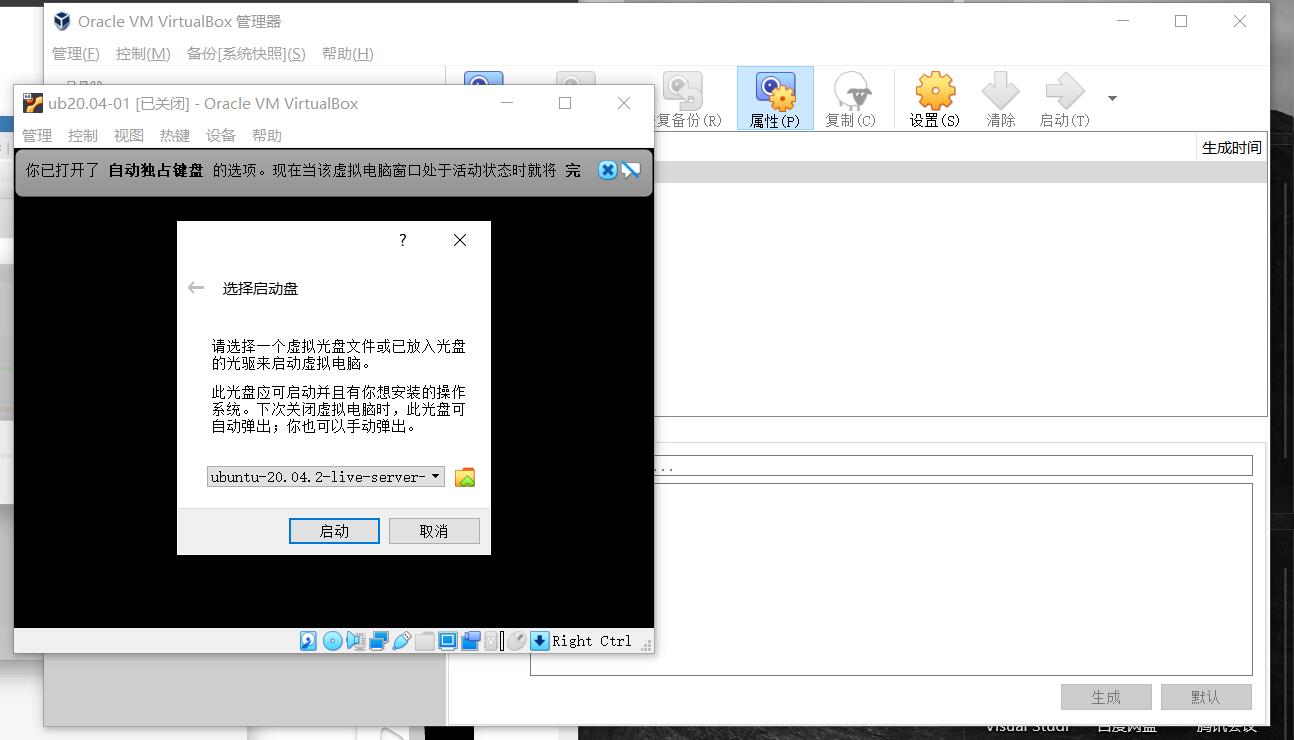 Oracle VM VirtualBox 管理器
管理(F) 控制(M) 备份[系统快照](S) 帮助(H)
复备份(R) 属性(P) 复制(C) 设置(S) 清除 启动(T)
生成时间
ub20.04-01 [已关闭] - Oracle VM VirtualBox
管理 控制 视图 热键 设备 帮助
你已打开了 自动独占键盘 的选项。现在当该虚拟电脑窗口处于活动状态时就将 完
?
选择启动盘
请选择一个虚拟光盘文件或已放入光盘
的光驱来启动虚拟电脑。
此光盘应可启动并且有你想安装的操作
系统。下次关闭虚拟电脑时，此光盘可
自动弹出；你也可以手动弹出。
ubuntu-20.04.2-live-server-
启动 取消
...
Right Ctrl
生成 默认
Visual Studi 百度网盘 腾讯会议